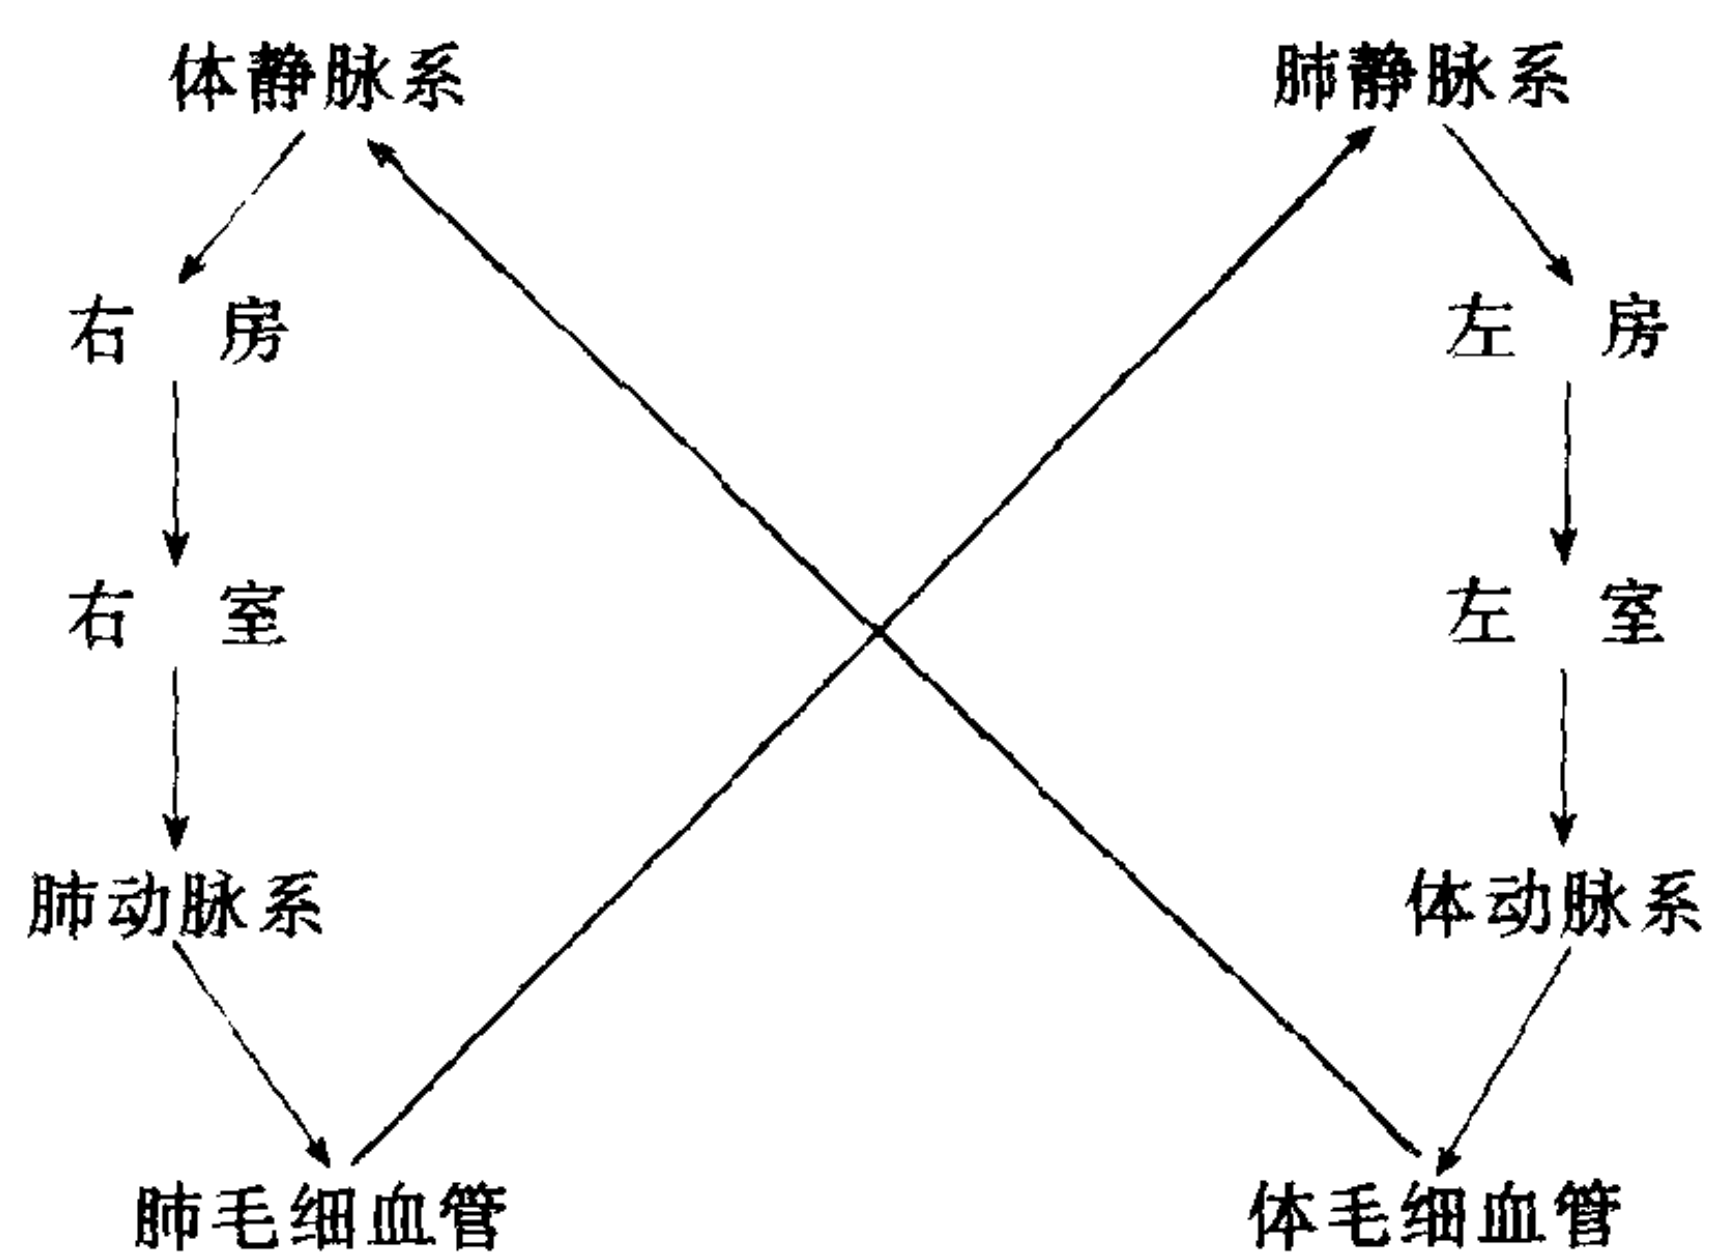 体静脉系 肺静脉系
右房 左房
右室 左室
肺动脉系 体动脉系
肺毛细血管 体毛细血管